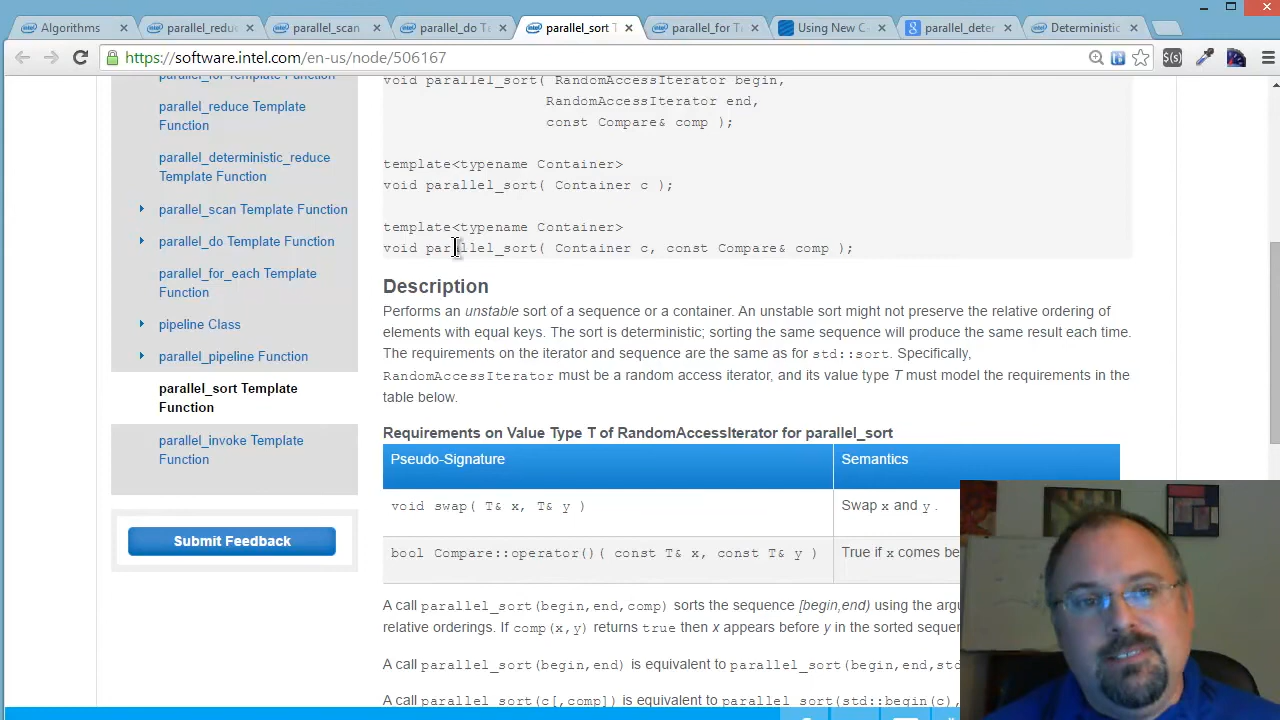 Algorithms
parallel_redu
parallel_scan
parallel_do T
parallel_sort T
parallel_for T
Using New C-
parallel_deter
Deterministic
https://software.intel.com/en-us/node/506167
parallel_for Template Function
parallel_reduce Template
Function
parallel_deterministic_reduce
Template Function
parallel_scan Template Function
parallel_do Template Function
parallel_for_each Template
Function
pipeline Class
parallel_pipeline Function
parallel_sort Template
Function
parallel_invoke Template
Function
Submit Feedback
void parallel_sort( RandomAccessIterator begin,
RandomAccessIterator end,
const Compare& comp );
template<typename Container>
void parallel_sort( Container c );
template<typename Container>
void parallel_sort( Container c, const Compare& comp );
Description
Performs an unstable sort of a sequence or a container. An unstable sort might not preserve the relative ordering of
elements with equal keys. The sort is deterministic; sorting the same sequence will produce the same result each time.
The requirements on the iterator and sequence are the same as for std::sort. Specifically,
RandomAccessIterator must be a random access iterator, and its value type T must model the requirements in the
table below.
Requirements on Value Type T of RandomAccessIterator for parallel_sort
Pseudo-Signature Semantics
void swap( T& x, T& y ) Swap x and y .
bool Compare::operator()( const T& x, const T& y ) True if x comes be
A call parallel_sort(begin,end,comp) sorts the sequence [begin,end) using the argu
relative orderings. If comp(x,y) returns true then x appears before y in the sorted sequen
A call parallel_sort(begin,end) is equivalent to parallel_sort(begin,end,std
A call parallel_sort(c[,comp]) is equivalent to parallel_sort(std::begin(c),